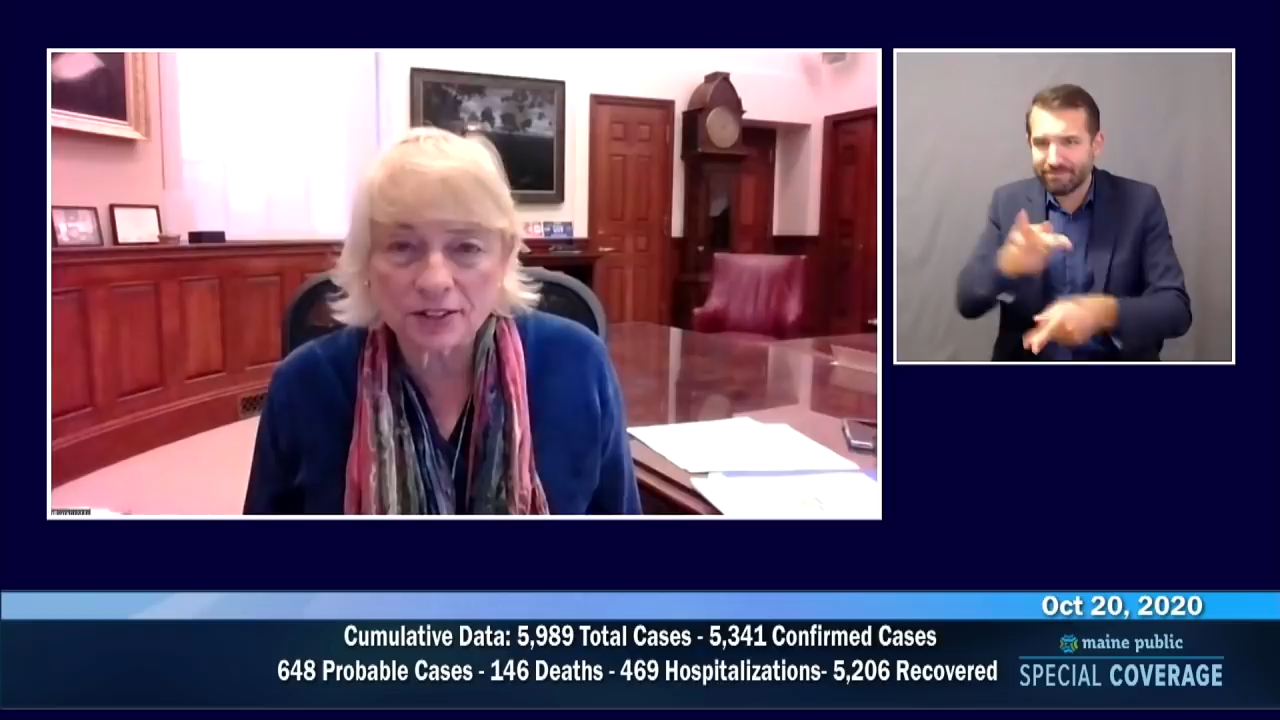 Oct 20, 2020
Cumulative Data: 5,989 Total Cases - 5,341 Confirmed Cases
648 Probable Cases - 146 Deaths - 469 Hospitalizations- 5,206 Recovered
maine public
SPECIAL COVERAGE